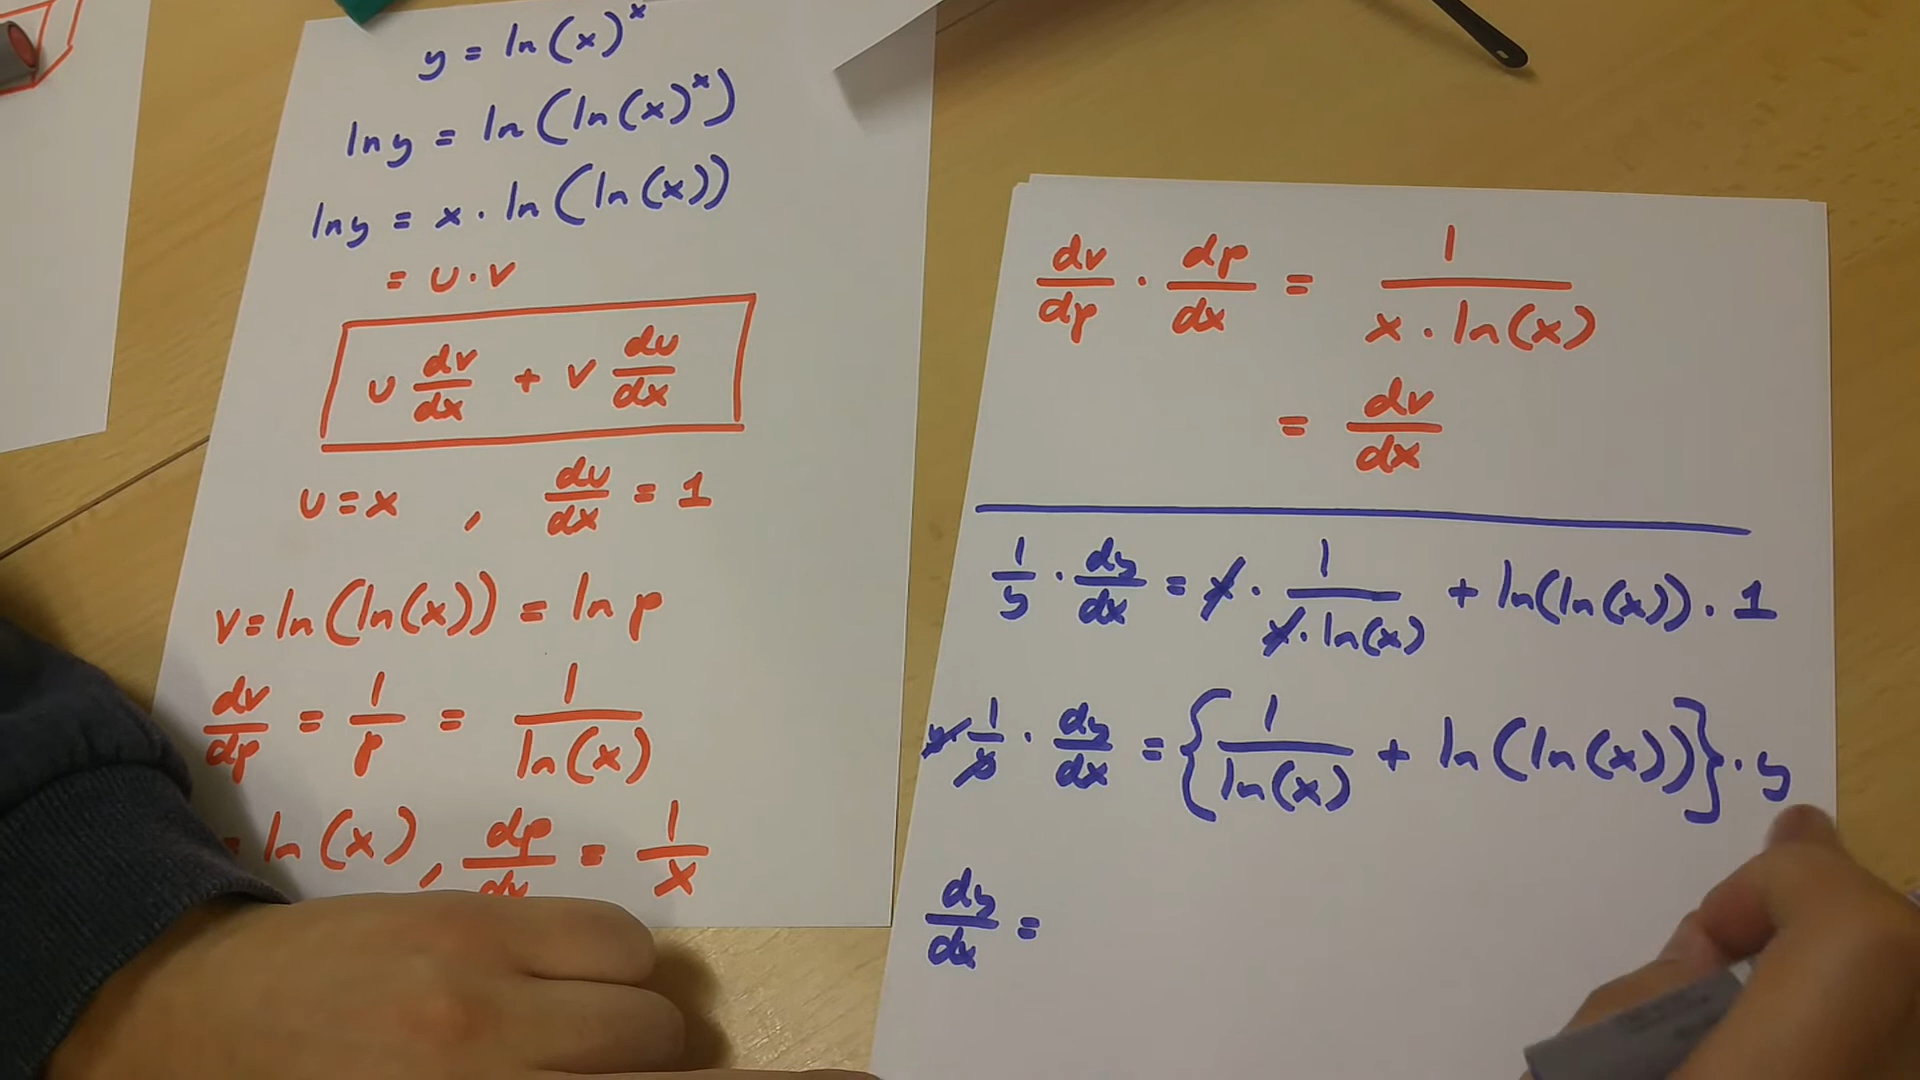 y = ln(x)^x
ln y = ln(ln(x)^x)
ln y = x · ln(ln(x))
= u · v
u dv/dx + v du/dx
u = x , du/dx = 1
v = ln(ln(x)) = ln p
dv/dp = 1/p = 1/ln(x)
= ln(x), dp/dx = 1/x
dv/dp · dp/dx = 1/(x · ln(x))
= dv/dx
1/y · dy/dx = x · 1/(x · ln(x)) + ln(ln(x)) · 1
y · 1/y · dy/dx = {1/ln(x) + ln(ln(x))} · y
dy/dx =